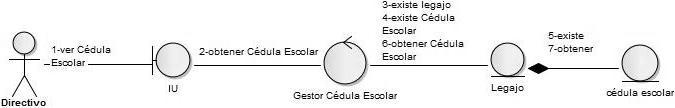 1-ver Cédula
Escolar
2-obtener Cédula Escolar
3-existe legajo
4-existe Cédula
Escolar
6-obtener Cédula
Escolar
5-existe
7-obtener
Directivo
IU
Gestor Cédula Escolar
Legajo
cédula escolar